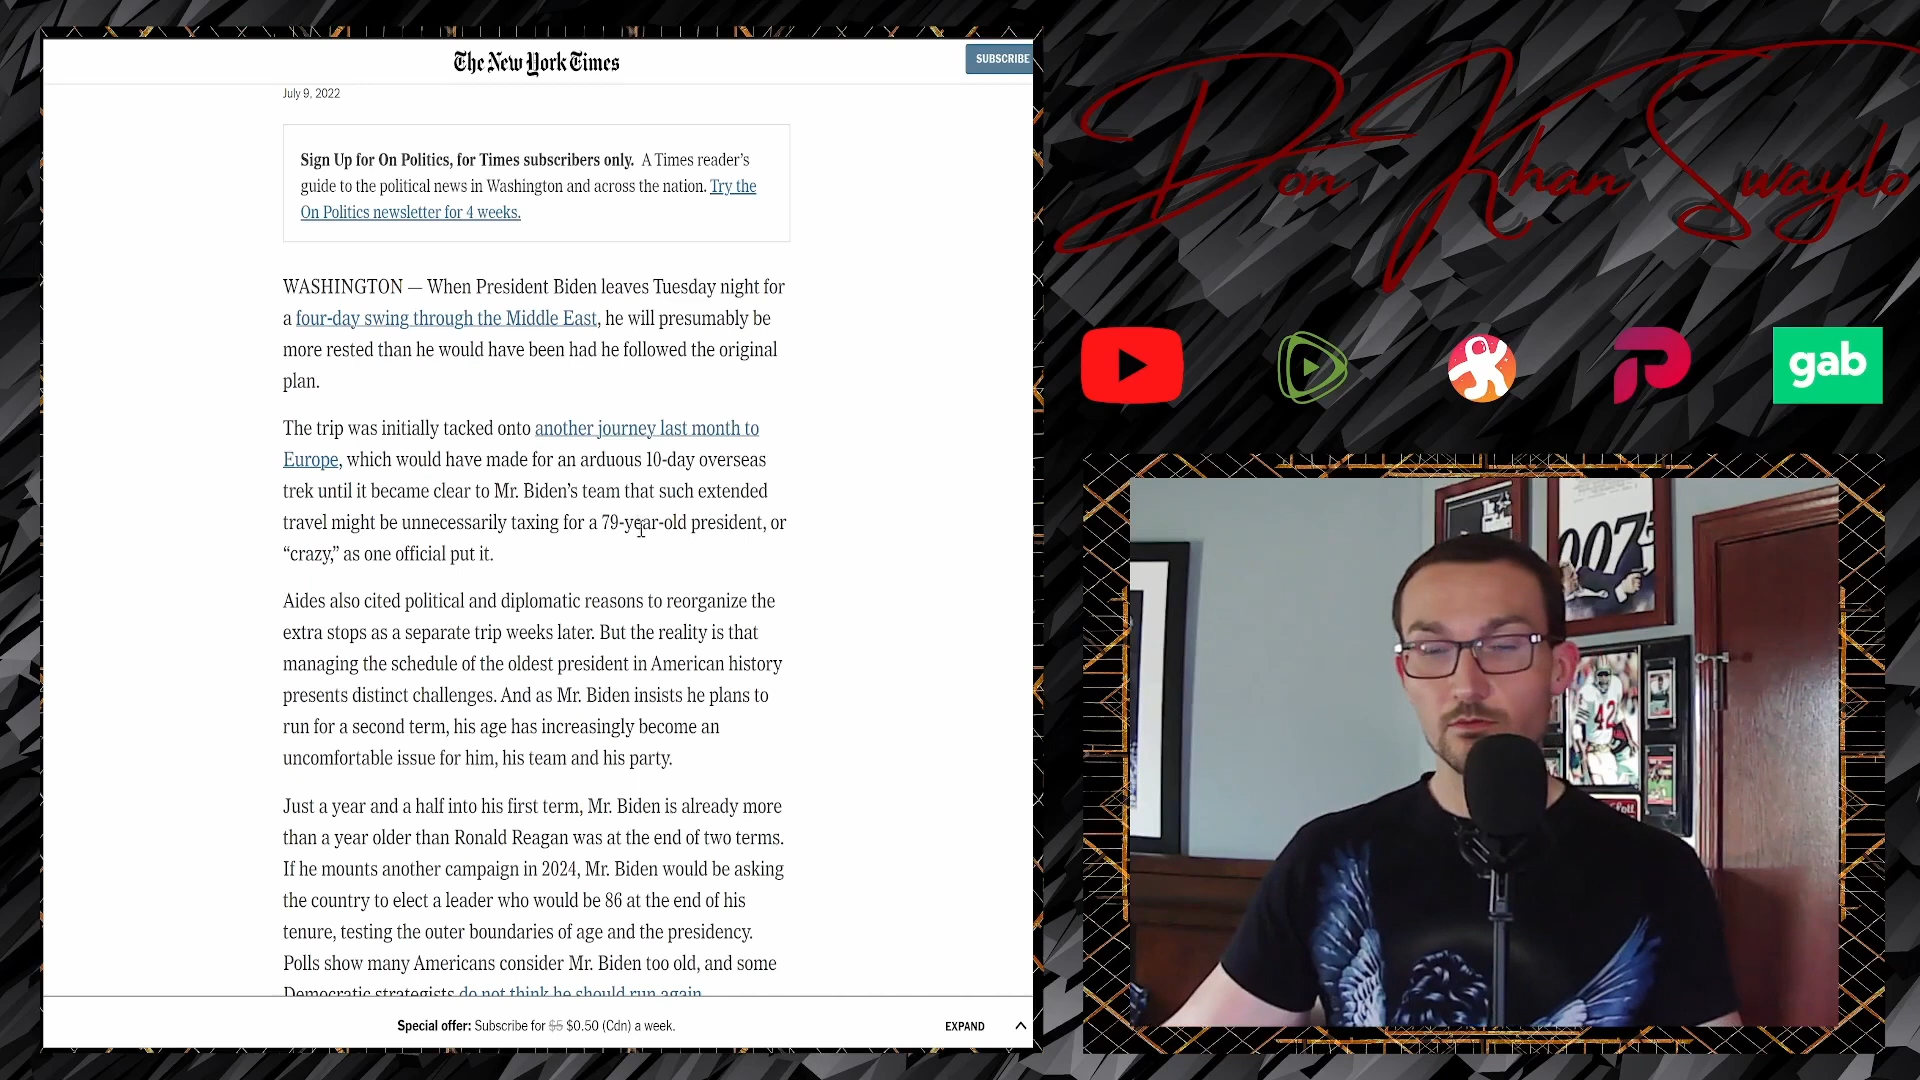 The New York Times
SUBSCRIBE
July 9, 2022
Sign Up for On Politics, for Times subscribers only. A Times reader’s
guide to the political news in Washington and across the nation. Try the
On Politics newsletter for 4 weeks.
WASHINGTON — When President Biden leaves Tuesday night for
a four-day swing through the Middle East, he will presumably be
more rested than he would have been had he followed the original
plan.
The trip was initially tacked onto another journey last month to
Europe, which would have made for an arduous 10-day overseas
trek until it became clear to Mr. Biden’s team that such extended
travel might be unnecessarily taxing for a 79-year-old president, or
“crazy,” as one official put it.
Aides also cited political and diplomatic reasons to reorganize the
extra stops as a separate trip weeks later. But the reality is that
managing the schedule of the oldest president in American history
presents distinct challenges. And as Mr. Biden insists he plans to
run for a second term, his age has increasingly become an
uncomfortable issue for him, his team and his party.
Just a year and a half into his first term, Mr. Biden is already more
than a year older than Ronald Reagan was at the end of two terms.
If he mounts another campaign in 2024, Mr. Biden would be asking
the country to elect a leader who would be 86 at the end of his
tenure, testing the outer boundaries of age and the presidency.
Polls show many Americans consider Mr. Biden too old, and some
Democratic strategists do not think he should run again.
Special offer: Subscribe for $5 $0.50 (Cdn) a week.
EXPAND
Don Khan Swaylo
gab
007
42